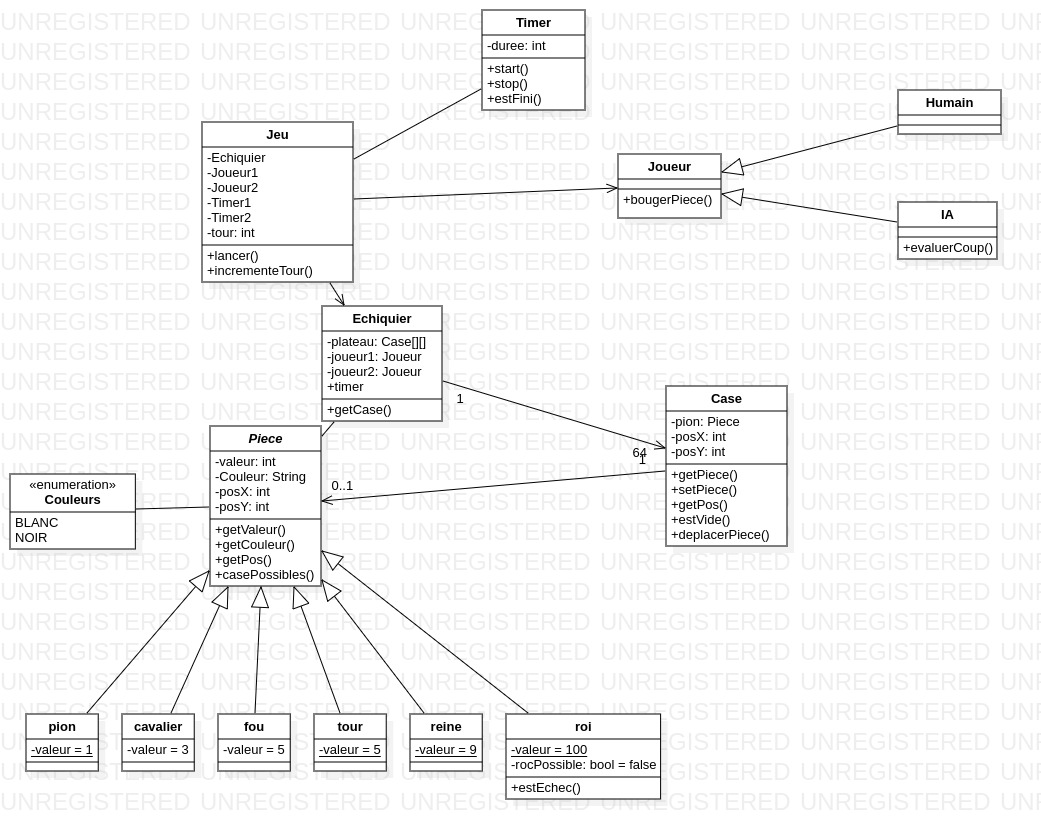 Timer
-duree: int
+start()
+stop()
+estFini()
Jeu
-Echiquier
-Joueur1
-Joueur2
-Timer1
-Timer2
-tour: int
+lancer()
+incrementeTour()
Joueur
+bougerPiece()
Humain
IA
+evaluerCoup()
Echiquier
-plateau: Case[][]
-joueur1: Joueur
-joueur2: Joueur
+timer
+getCase()
1
64
1
0..1
Case
-pion: Piece
-posX: int
-posY: int
+getPiece()
+setPiece()
+getPos()
+estVide()
+deplacerPiece()
Piece
-valeur: int
-Couleur: String
-posX: int
-posY: int
+getValeur()
+getCouleur()
+getPos()
+casePossibles()
«enumeration»
Couleurs
BLANC
NOIR
pion
-valeur = 1
cavalier
-valeur = 3
fou
-valeur = 5
tour
-valeur = 5
reine
-valeur = 9
roi
-valeur = 100
-rocPossible: bool = false
+estEchec()
UNREGISTERED